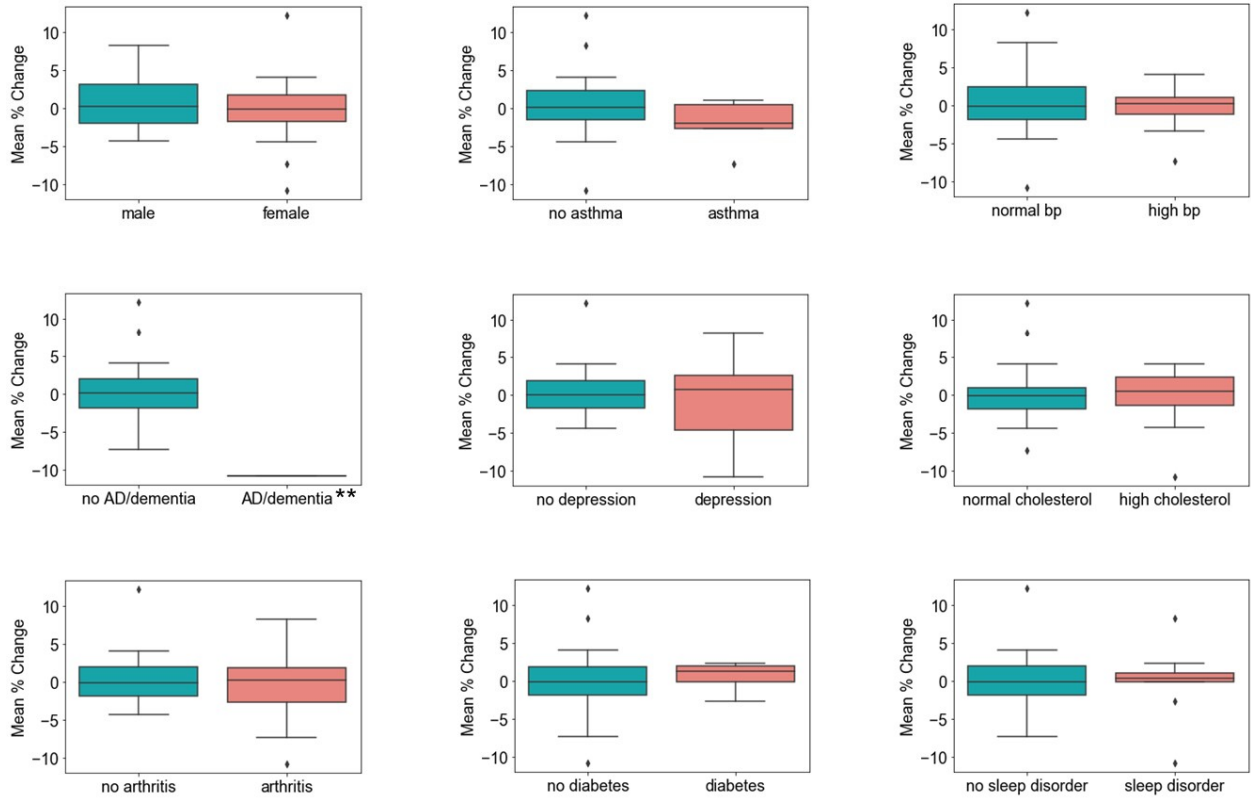 Mean % Change
10
5
0
−5
−10
male female
Mean % Change
10
5
0
−5
−10
no asthma asthma
Mean % Change
10
5
0
−5
−10
normal bp high bp
Mean % Change
10
5
0
−5
−10
no AD/dementia AD/dementia**
Mean % Change
10
5
0
−5
−10
no depression depression
Mean % Change
10
5
0
−5
−10
normal cholesterol high cholesterol
Mean % Change
10
5
0
−5
−10
no arthritis arthritis
Mean % Change
10
5
0
−5
−10
no diabetes diabetes
Mean % Change
10
5
0
−5
−10
no sleep disorder sleep disorder